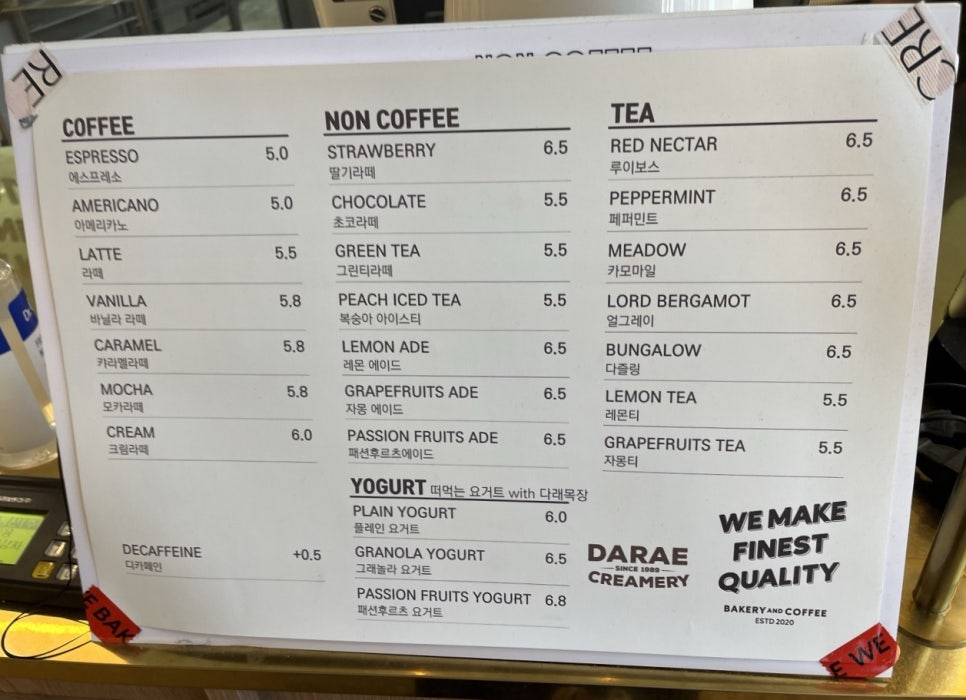 RE
CRE
COFFEE
ESPRESSO 5.0
에스프레소
AMERICANO 5.0
아메리카노
LATTE 5.5
라떼
VANILLA 5.8
바닐라 라떼
CARAMEL 5.8
카라멜라떼
MOCHA 5.8
모카라떼
CREAM 6.0
크림라떼
DECAFFEINE +0.5
디카페인
NON COFFEE
STRAWBERRY 6.5
딸기라떼
CHOCOLATE 5.5
초코라떼
GREEN TEA 5.5
그린티라떼
PEACH ICED TEA 5.5
복숭아 아이스티
LEMON ADE 6.5
레몬 에이드
GRAPEFRUITS ADE 6.5
자몽 에이드
PASSION FRUITS ADE 6.5
패션후르츠에이드
YOGURT 떠먹는 요거트 with 다래목장
PLAIN YOGURT 6.0
플레인 요거트
GRANOLA YOGURT 6.5
그래놀라 요거트
PASSION FRUITS YOGURT 6.8
패션후르츠 요거트
TEA
RED NECTAR 6.5
루이보스
PEPPERMINT 6.5
페퍼민트
MEADOW 6.5
카모마일
LORD BERGAMOT 6.5
얼그레이
BUNGALOW 6.5
다즐링
LEMON TEA 5.5
레몬티
GRAPEFRUITS TEA 5.5
자몽티
DARAE
SINCE 1989
CREAMERY
WE MAKE
FINEST
QUALITY
BAKERY AND COFFEE
ESTD 2020
E BAK
E WE